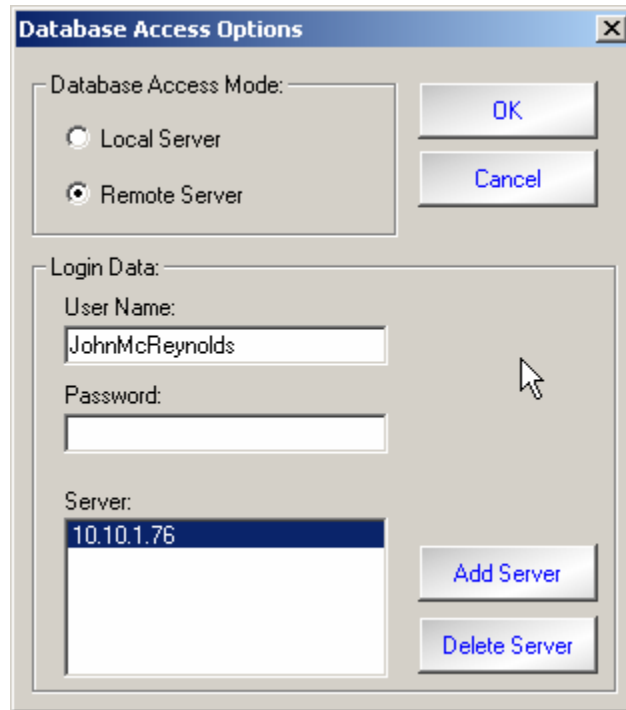 Database Access Options
Database Access Mode:
Local Server
Remote Server
OK
Cancel
Login Data:
User Name:
JohnMcReynolds
Password:
Server:
10.10.1.76
Add Server
Delete Server